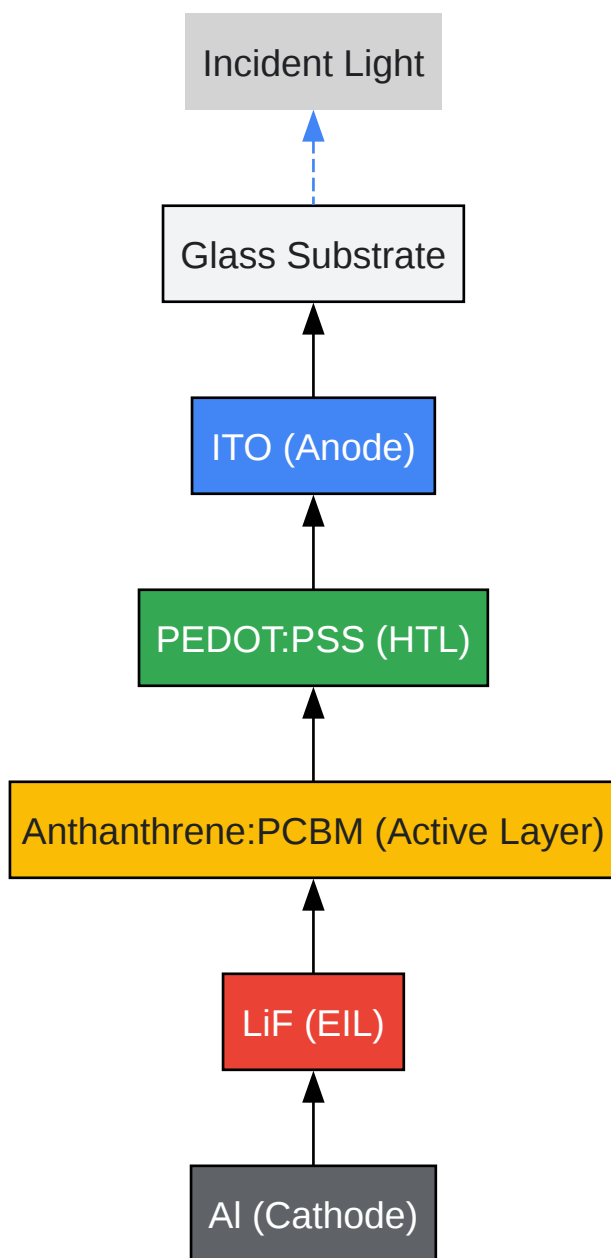 Incident Light
Glass Substrate
ITO (Anode)
PEDOT:PSS (HTL)
Anthanthrene:PCBM (Active Layer)
LiF (EIL)
Al (Cathode)